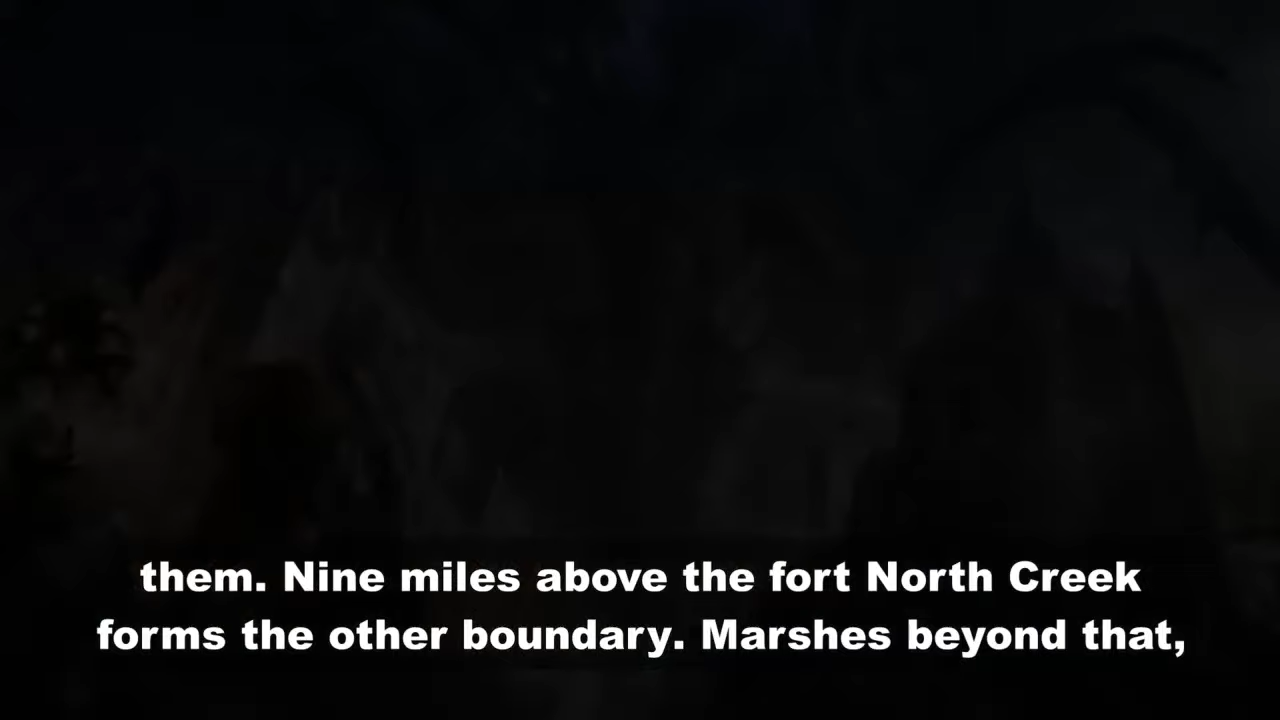 them. Nine miles above the fort North Creek
forms the other boundary. Marshes beyond that,